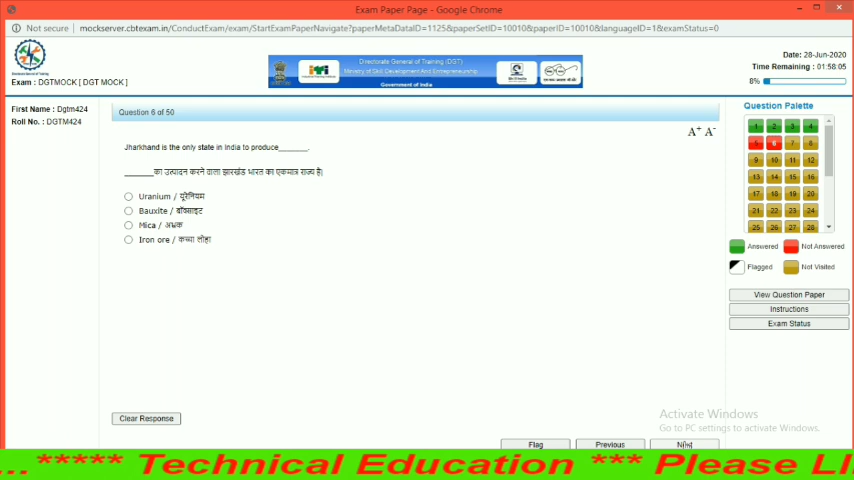 Exam Paper Page - Google Chrome
Not secure | mockserver.cbtexam.in/ConductExam/exam/StartExamPaperNavigate?paperMetaDataID=1125&paperSetID=10010&paperID=10010&languageID=1&examStatus=0
Exam : DGTMOCK [ DGT MOCK ]
Directorate General of Training (DGT)
Ministry of Skill Development And Entrepreneurship
Government of India
Date: 28-Jun-2020
Time Remaining : 01:58:05
8%
First Name : Dgtm424
Roll No. : DGTM424
Question 6 of 50
A+ A-
Jharkhand is the only state in India to produce_______.
_______का उत्पादन करने वाला झारखंड भारत का एकमात्र राज्य है|
Uranium / यूरेनियम
Bauxite / बॉक्साइट
Mica / अभ्रक
Iron ore / कच्चा लोहा
Clear Response
Flag
Previous
Next
Question Palette
1 2 3 4
5 6 7 8
9 10 11 12
13 14 15 16
17 18 19 20
21 22 23 24
25 26 27 28
Answered
Not Answered
Flagged
Not Visited
View Question Paper
Instructions
Exam Status
Activate Windows
Go to PC settings to activate Windows.
...***** Technical Education *** Please Li